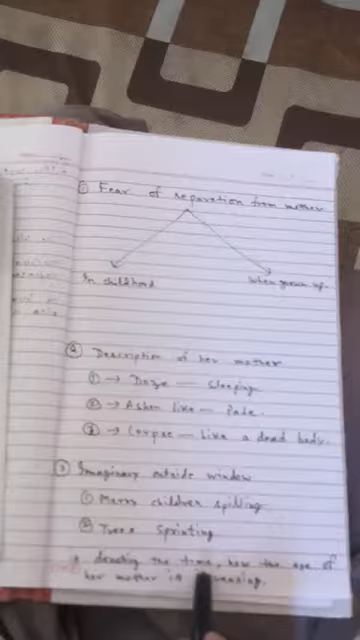 ① Fear of separation from mother
In childhood
When grown up.
② Description of her mother
① → Doze — Sleeping
② → Ashen like — Pale.
③ → Corpse — Like a dead body.
③ Imaginary outside window
① Merry children spilling
② Trees Sprinting
* denoting the time, how the age of
her mother is increasing.